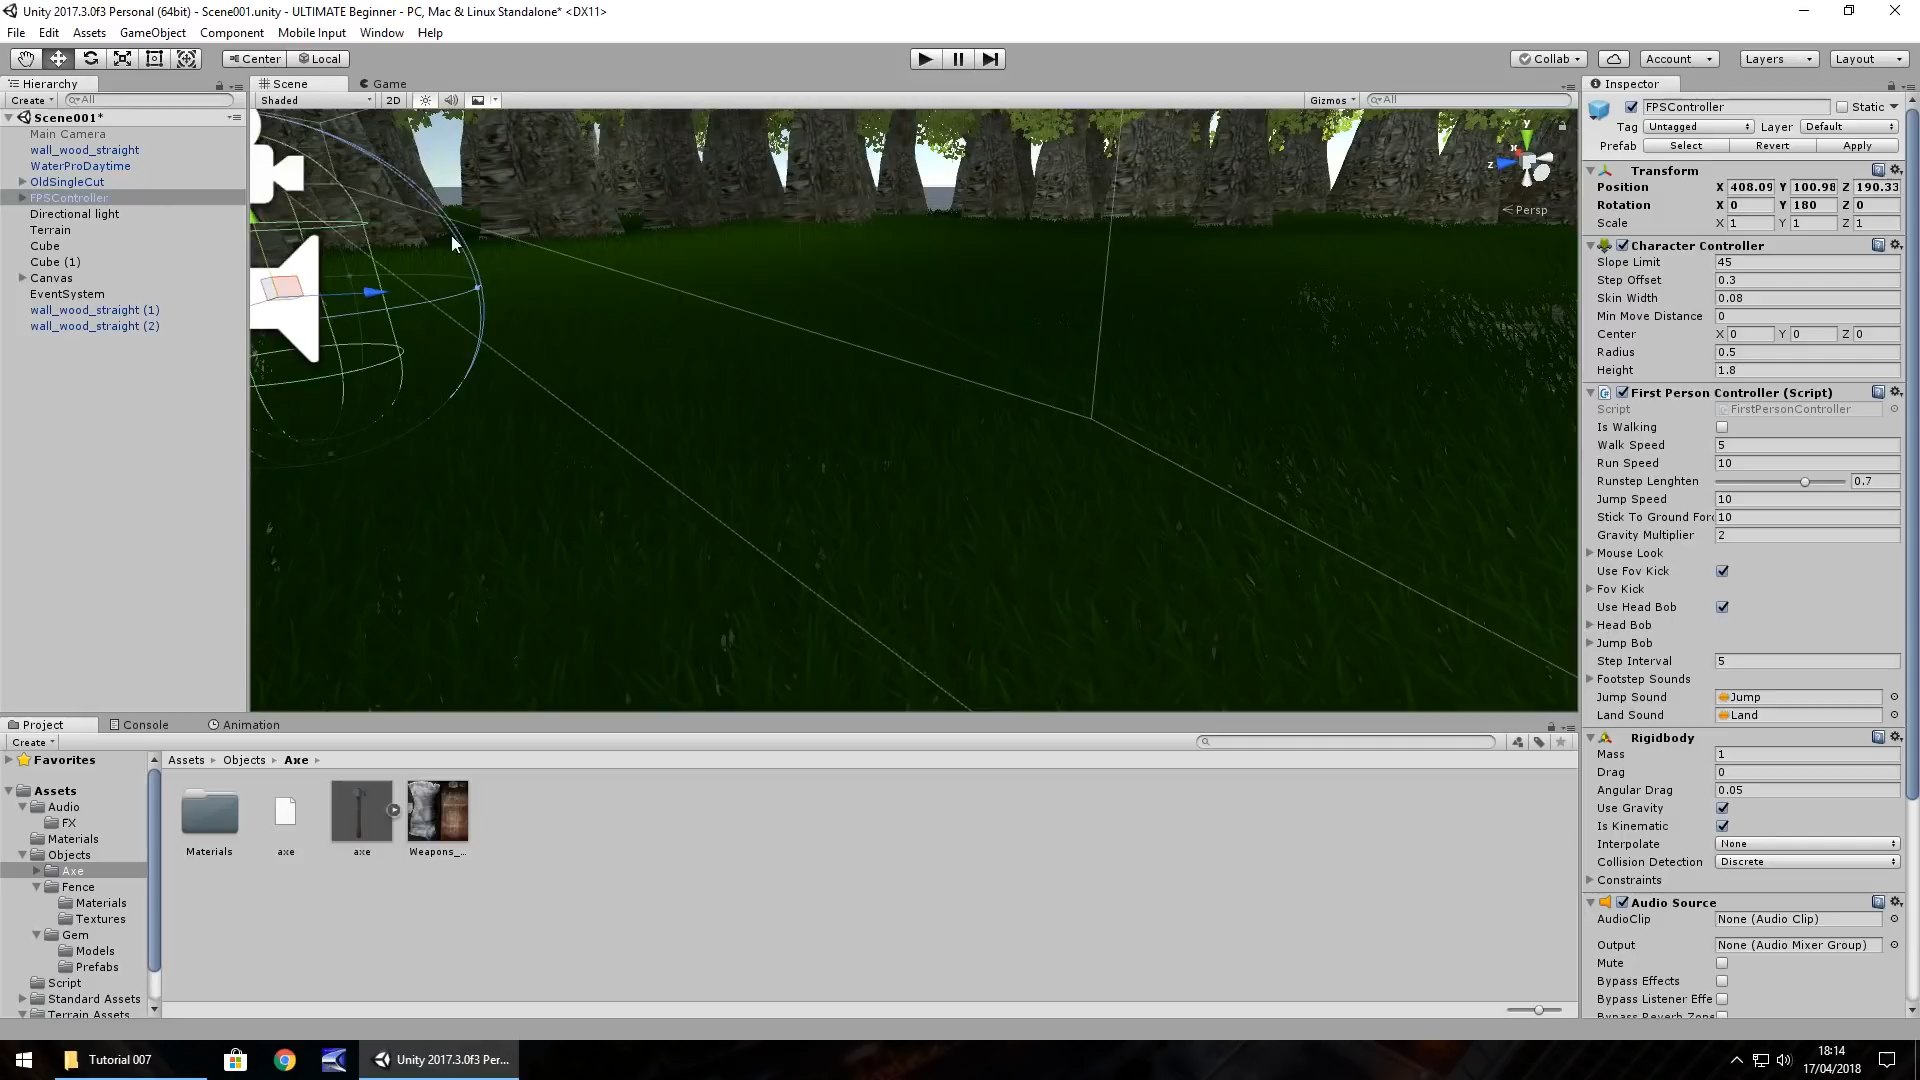 Unity 2017.3.0f3 Personal (64bit) - Scene001.unity - ULTIMATE Beginner - PC, Mac & Linux Standalone* <DX11>
File Edit Assets GameObject Component Mobile Input Window Help
Center Local Collab Account Layers Layout
Hierarchy
Create All
Scene001*
Main Camera
wall_wood_straight
WaterProDaytime
OldSingleCut
FPSController
Directional light
Terrain
Cube
Cube (1)
Canvas
EventSystem
wall_wood_straight (1)
wall_wood_straight (2)
Scene Game
Shaded 2D Gizmos All
y
x
z
Persp
Inspector
FPSController Static
Tag Untagged Layer Default
Prefab Select Revert Apply
Transform
Position X 408.09 Y 100.98 Z 190.33
Rotation X 0 Y 180 Z 0
Scale X 1 Y 1 Z 1
Character Controller
Slope Limit 45
Step Offset 0.3
Skin Width 0.08
Min Move Distance 0
Center X 0 Y 0 Z 0
Radius 0.5
Height 1.8
First Person Controller (Script)
Script FirstPersonController
Is Walking
Walk Speed 5
Run Speed 10
Runstep Lenghten 0.7
Jump Speed 10
Stick To Ground For 10
Gravity Multiplier 2
Mouse Look
Use Fov Kick
Fov Kick
Use Head Bob
Head Bob
Jump Bob
Step Interval 5
Footstep Sounds
Jump Sound Jump
Land Sound Land
Rigidbody
Mass 1
Drag 0
Angular Drag 0.05
Use Gravity
Is Kinematic
Interpolate None
Collision Detection Discrete
Constraints
Audio Source
AudioClip None (Audio Clip)
Output None (Audio Mixer Group)
Mute
Bypass Effects
Bypass Listener Effe
Bypass Reverb Zone
Project Console Animation
Create
Favorites
Assets
Audio
FX
Materials
Objects
Axe
Fence
Materials
Textures
Gem
Models
Prefabs
Script
Standard Assets
Terrain Assets
Assets Objects Axe
Materials axe axe Weapons_...
Tutorial 007 Unity 2017.3.0f3 Per...
18:14
17/04/2018